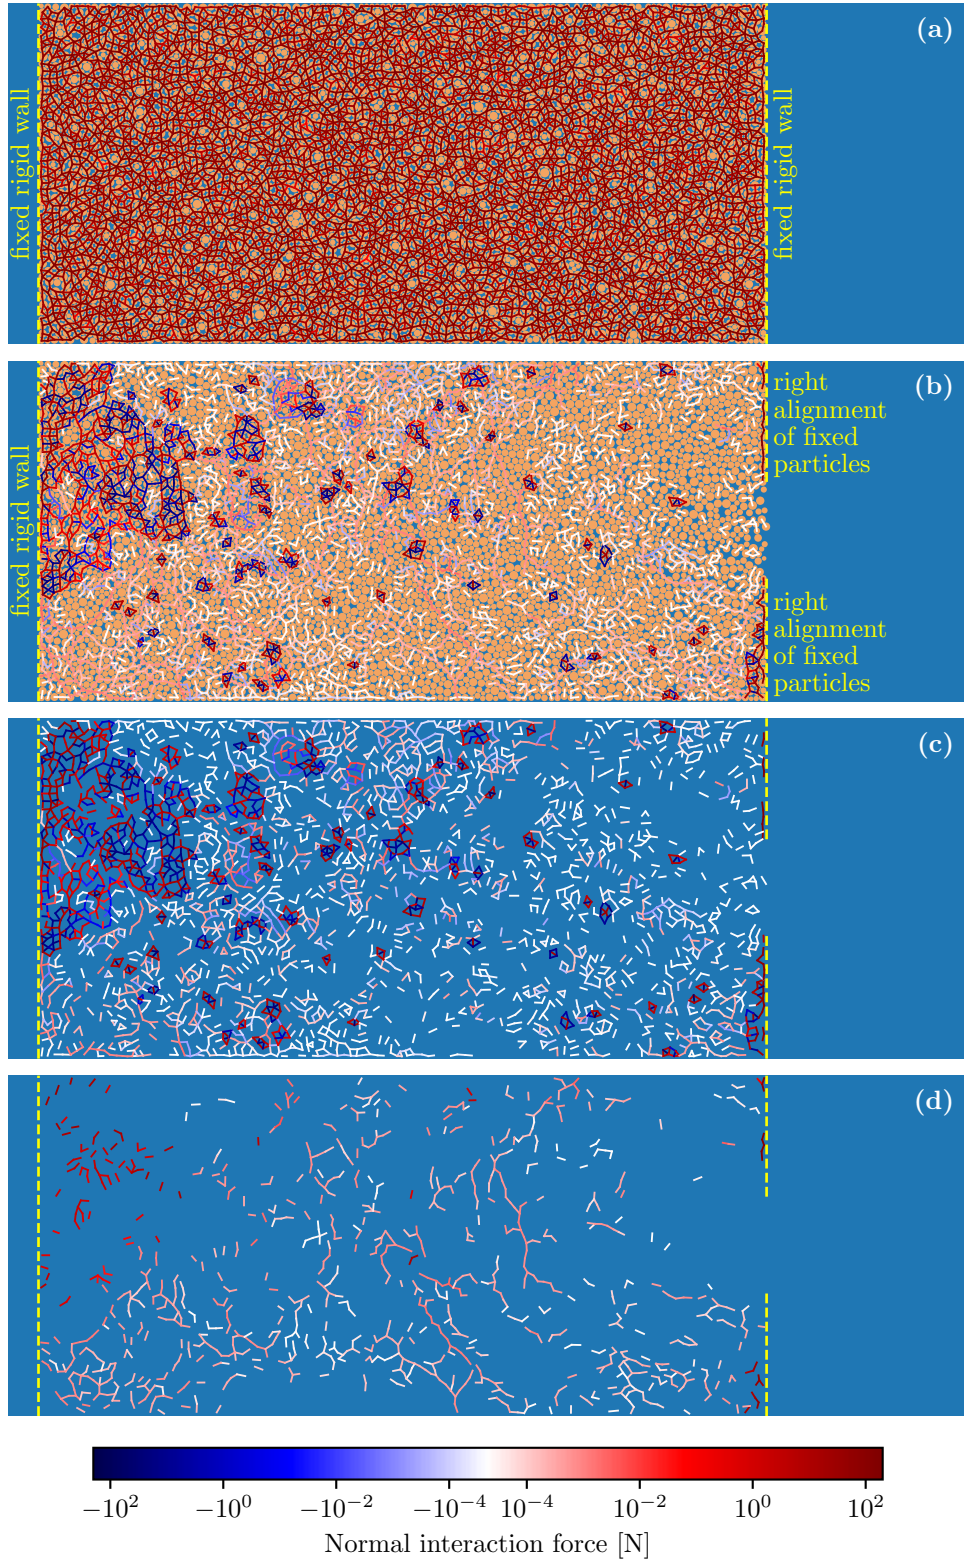 (a)
fixed rigid wall
fixed rigid wall
(b)
fixed rigid wall
right
alignment
of fixed
particles
right
alignment
of fixed
particles
(c)
(d)
−10² −10⁰ −10⁻² −10⁻⁴ 10⁻⁴ 10⁻² 10⁰ 10²
Normal interaction force [N]